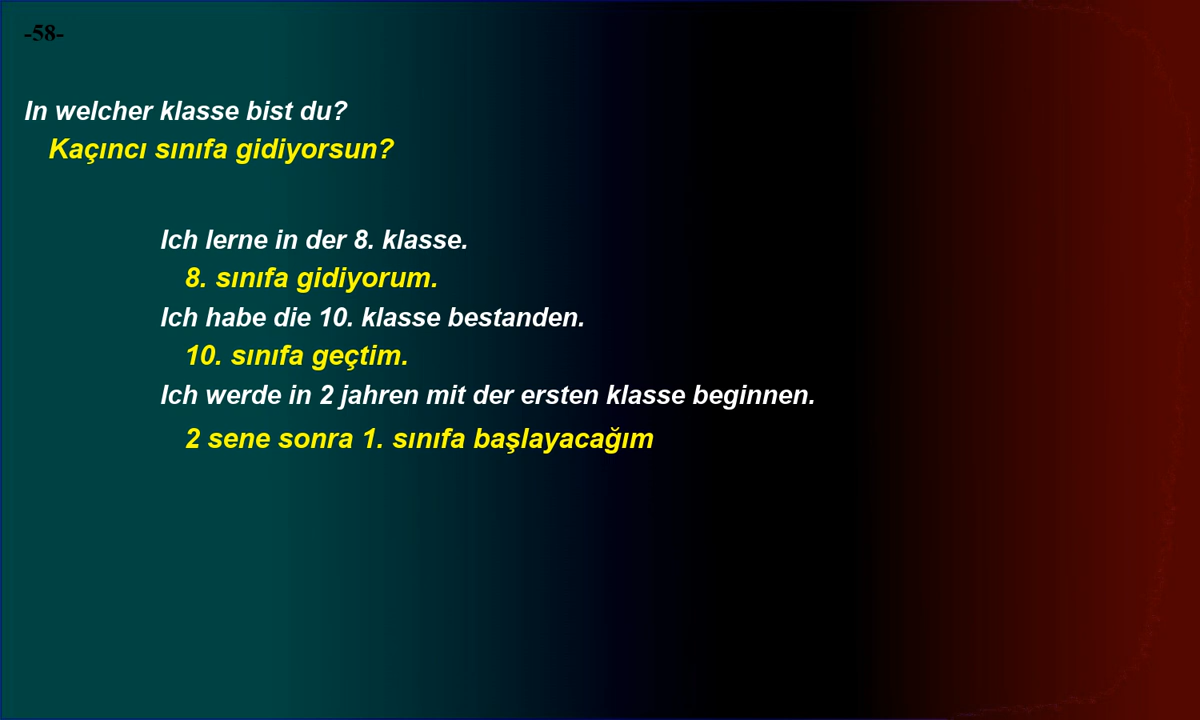 -58-
In welcher klasse bist du?
Kaçıncı sınıfa gidiyorsun?
Ich lerne in der 8. klasse.
8. sınıfa gidiyorum.
Ich habe die 10. klasse bestanden.
10. sınıfa geçtim.
Ich werde in 2 jahren mit der ersten klasse beginnen.
2 sene sonra 1. sınıfa başlayacağım